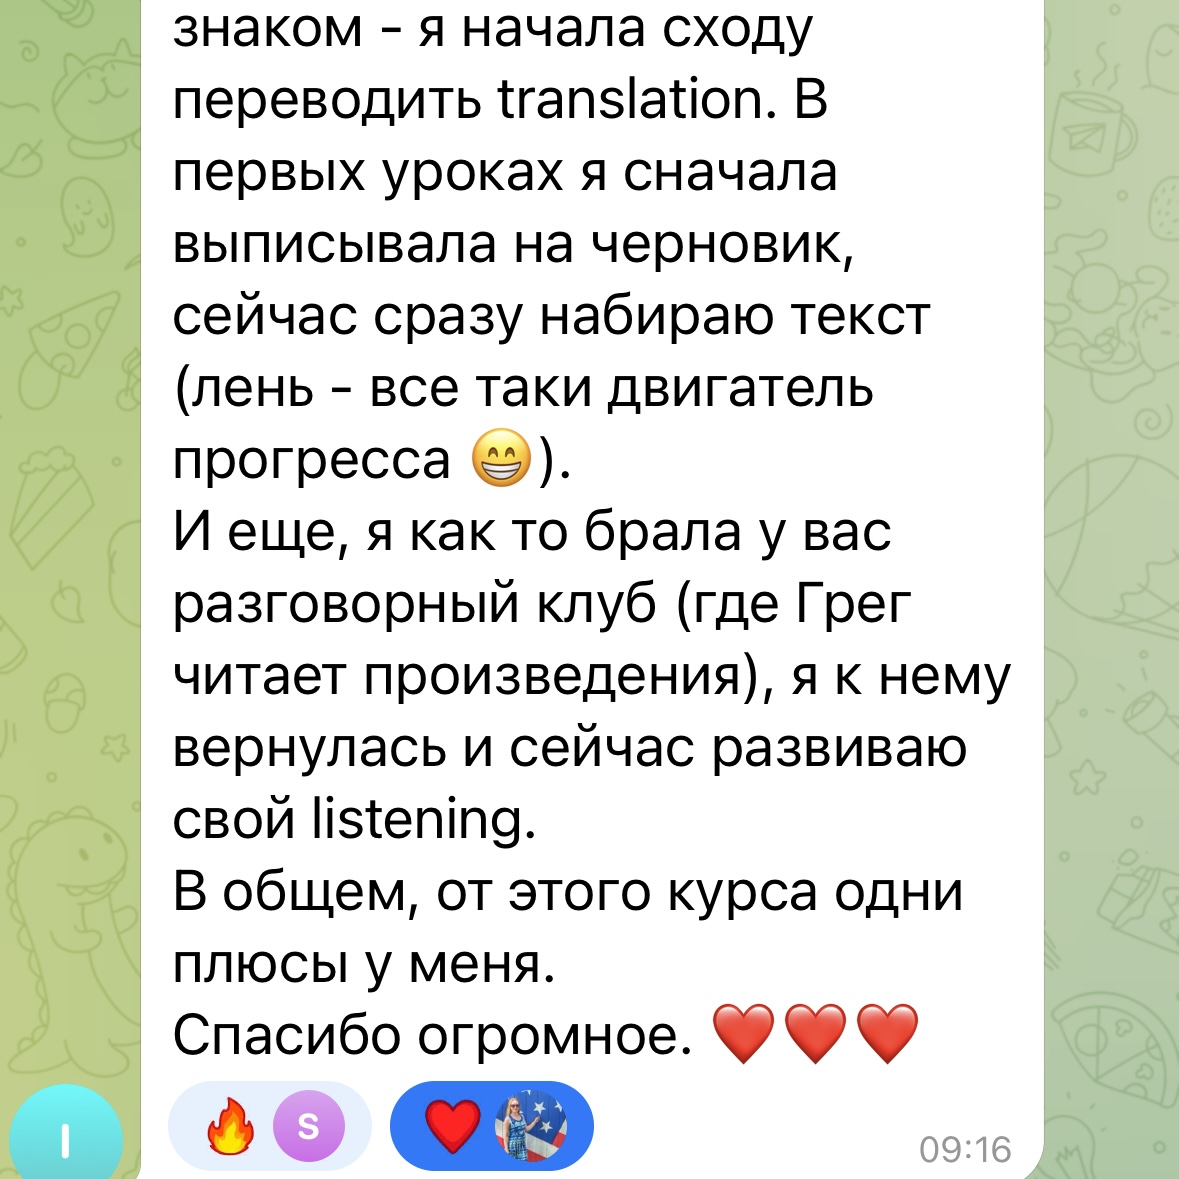 знаком - я начала сходу
переводить translation. В
первых уроках я сначала
выписывала на черновик,
сейчас сразу набираю текст
(лень - все таки двигатель
прогресса 😁).
И еще, я как то брала у вас
разговорный клуб (где Грег
читает произведения), я к нему
вернулась и сейчас развиваю
свой listening.
В общем, от этого курса одни
плюсы у меня.
Спасибо огромное. ❤️❤️❤️
I
S
09:16